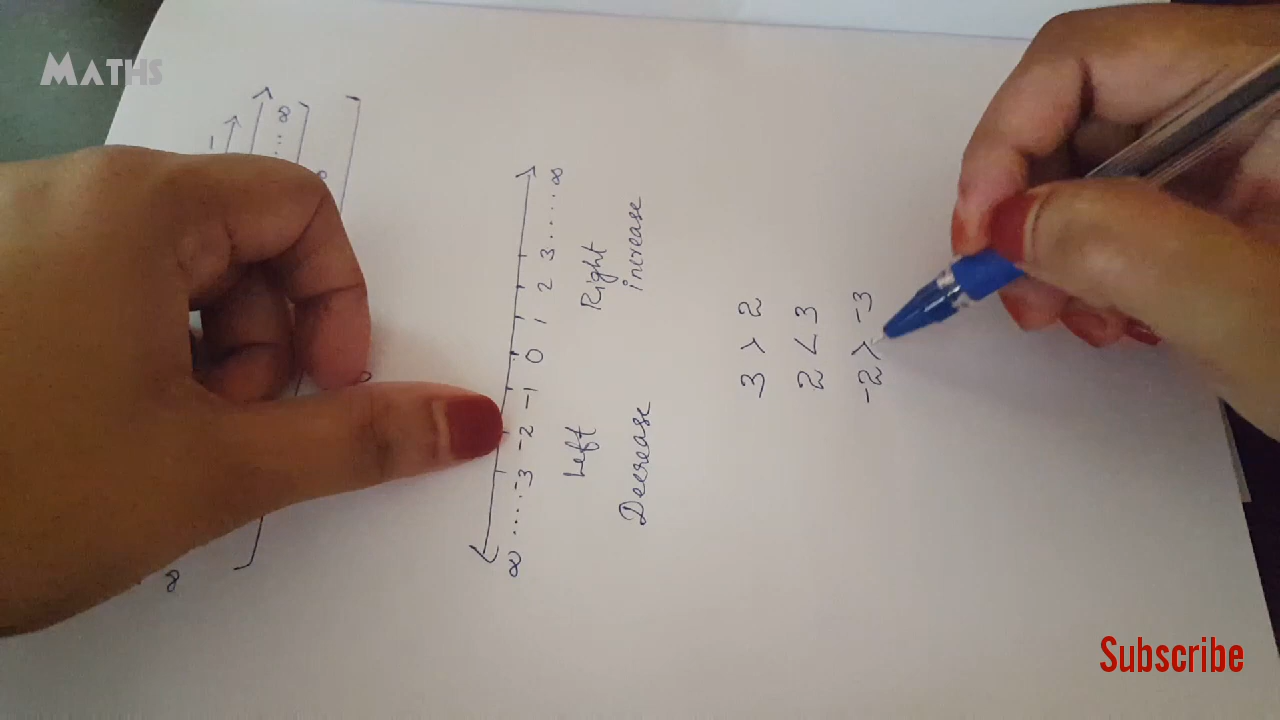 MATHS
∞ ..... -3 -2 -1 0 1 2 3 ..... ∞
Left Right
Decrease increase
3 > 2
2 < 3
-2 > -3
Subscribe